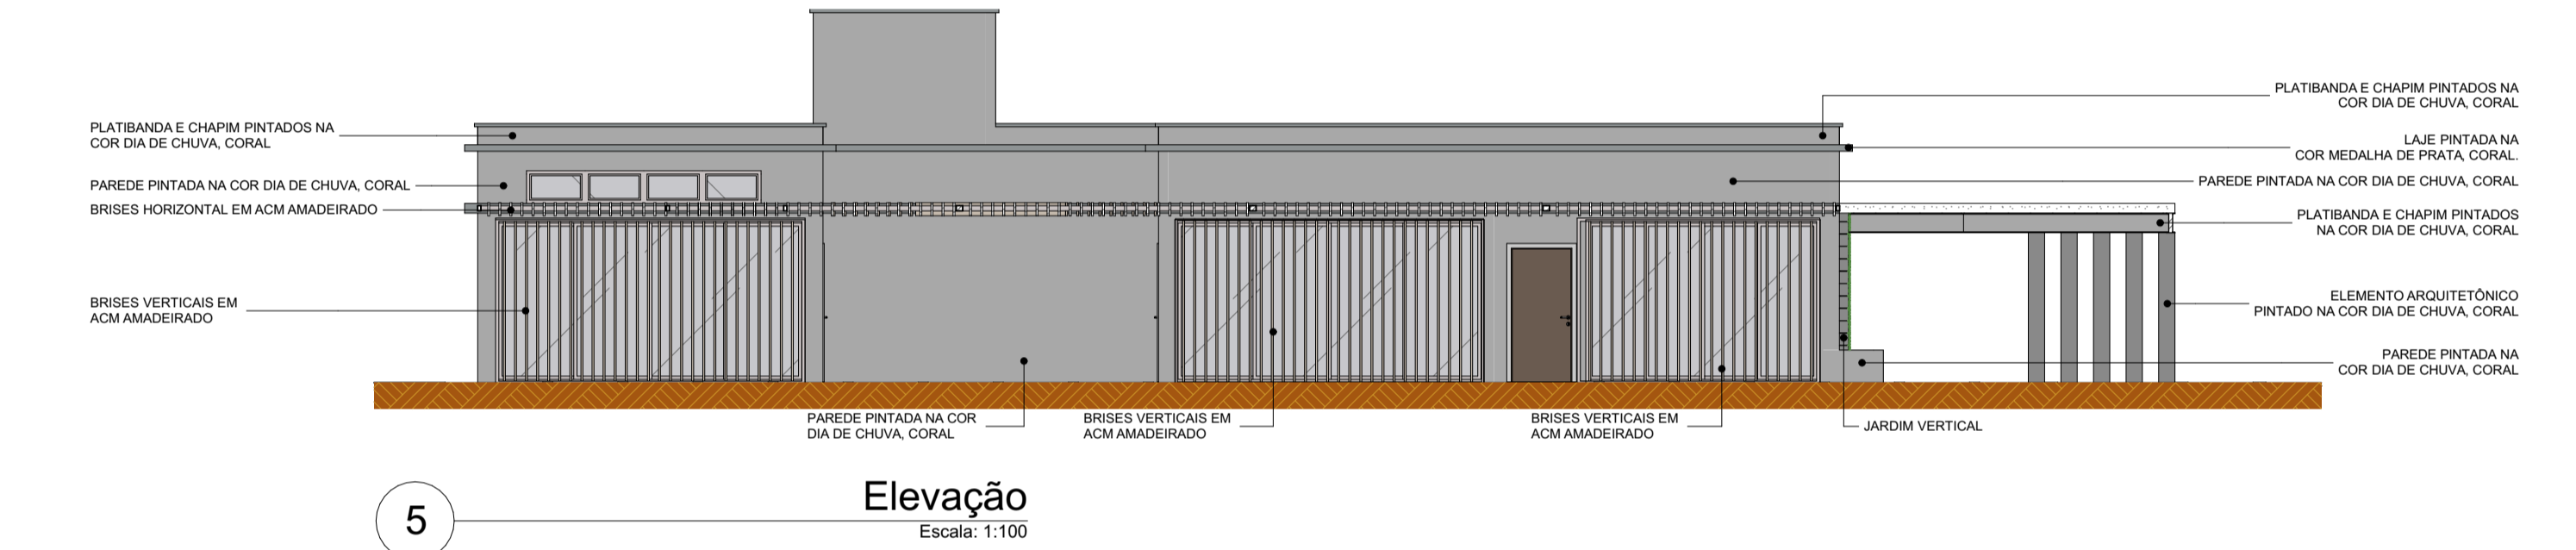 PLATIBANDA E CHAPIM PINTADOS NA
COR DIA DE CHUVA, CORAL
PAREDE PINTADA NA COR DIA DE CHUVA, CORAL
BRISES HORIZONTAL EM ACM AMADEIRADO
BRISES VERTICAIS EM
ACM AMADEIRADO
PLATIBANDA E CHAPIM PINTADOS NA
COR DIA DE CHUVA, CORAL
LAJE PINTADA NA
COR MEDALHA DE PRATA, CORAL.
PAREDE PINTADA NA COR DIA DE CHUVA, CORAL
PLATIBANDA E CHAPIM PINTADOS
NA COR DIA DE CHUVA, CORAL
ELEMENTO ARQUITETÔNICO
PINTADO NA COR DIA DE CHUVA, CORAL
PAREDE PINTADA NA
COR DIA DE CHUVA, CORAL
PAREDE PINTADA NA COR
DIA DE CHUVA, CORAL
BRISES VERTICAIS EM
ACM AMADEIRADO
BRISES VERTICAIS EM
ACM AMADEIRADO
JARDIM VERTICAL
5
Elevação
Escala: 1:100